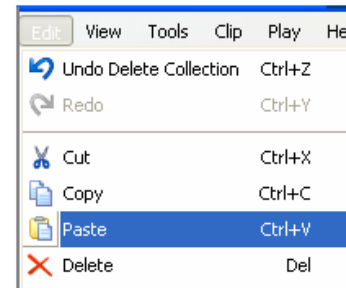 Edit View Tools Clip Play He
Undo Delete Collection Ctrl+Z
Redo Ctrl+Y
Cut Ctrl+X
Copy Ctrl+C
Paste Ctrl+V
Delete Del